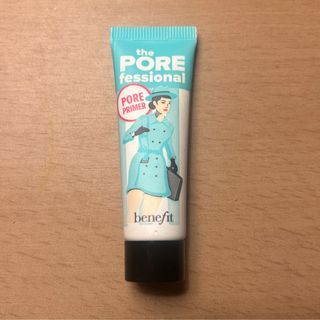 the
PORE
fessional
PORE
PRIMER
benefit